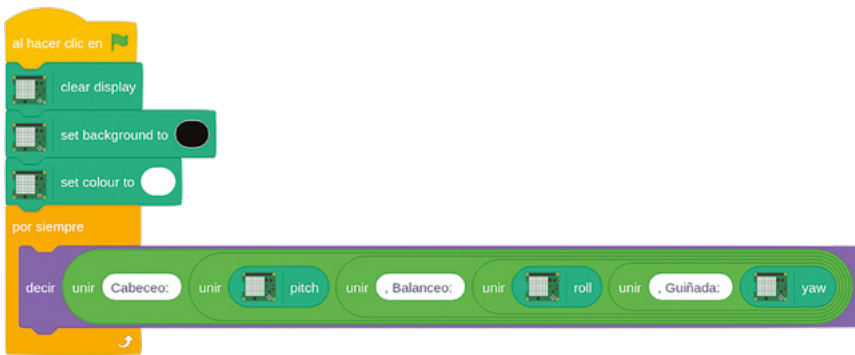 al hacer clic en
clear display
set background to
set colour to
por siempre
decir unir Cabeceo: unir pitch unir , Balanceo: unir roll unir , Guiñada: yaw